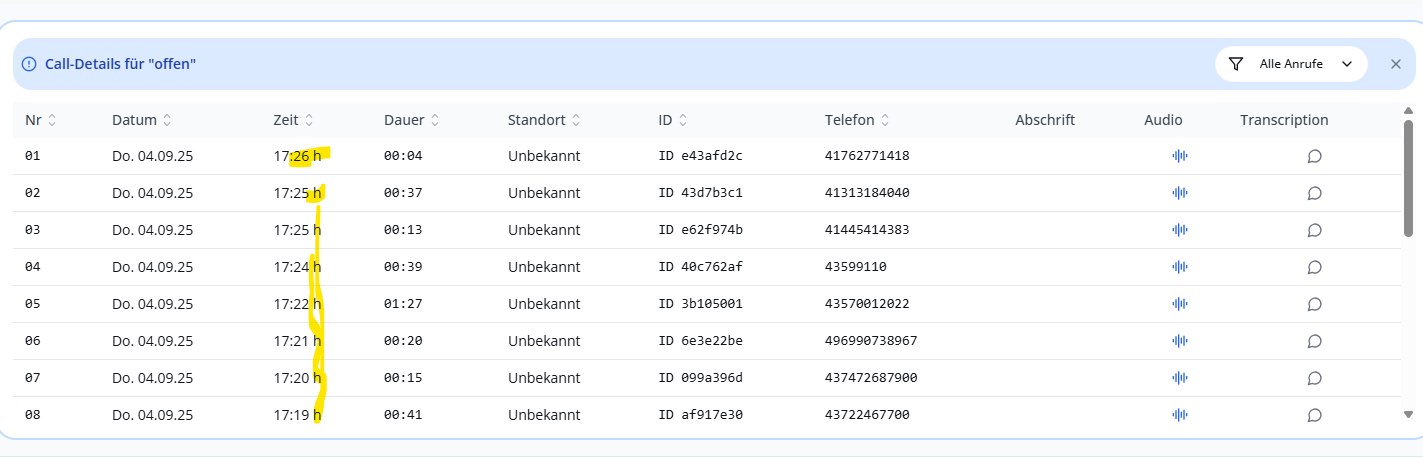 Call-Details für "offen"
Alle Anrufe
Nr Datum Zeit Dauer Standort ID Telefon Abschrift Audio Transcription
01 Do. 04.09.25 17:26 h 00:04 Unbekannt ID e43afd2c 41762771418
02 Do. 04.09.25 17:25 h 00:37 Unbekannt ID 43d7b3c1 41313184040
03 Do. 04.09.25 17:25 h 00:13 Unbekannt ID e62f974b 41445414383
04 Do. 04.09.25 17:24 h 00:39 Unbekannt ID 40c762af 43599110
05 Do. 04.09.25 17:22 h 01:27 Unbekannt ID 3b105001 43570012022
06 Do. 04.09.25 17:21 h 00:20 Unbekannt ID 6e3e22be 496990738967
07 Do. 04.09.25 17:20 h 00:15 Unbekannt ID 099a396d 437472687900
08 Do. 04.09.25 17:19 h 00:41 Unbekannt ID af917e30 43722467700